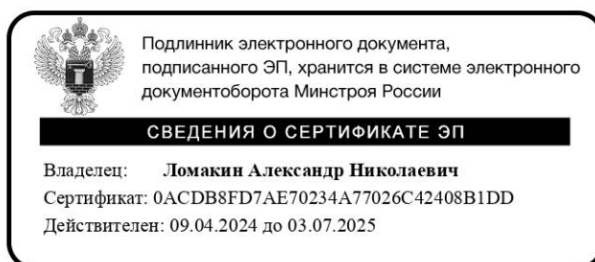 Подлинник электронного документа,
подписанного ЭП, хранится в системе электронного
документоборота Минстроя России
СВЕДЕНИЯ О СЕРТИФИКАТЕ ЭП
Владелец: Ломакин Александр Николаевич
Сертификат: 0ACDB8FD7AE70234A77026C42408B1DD
Действителен: 09.04.2024 до 03.07.2025